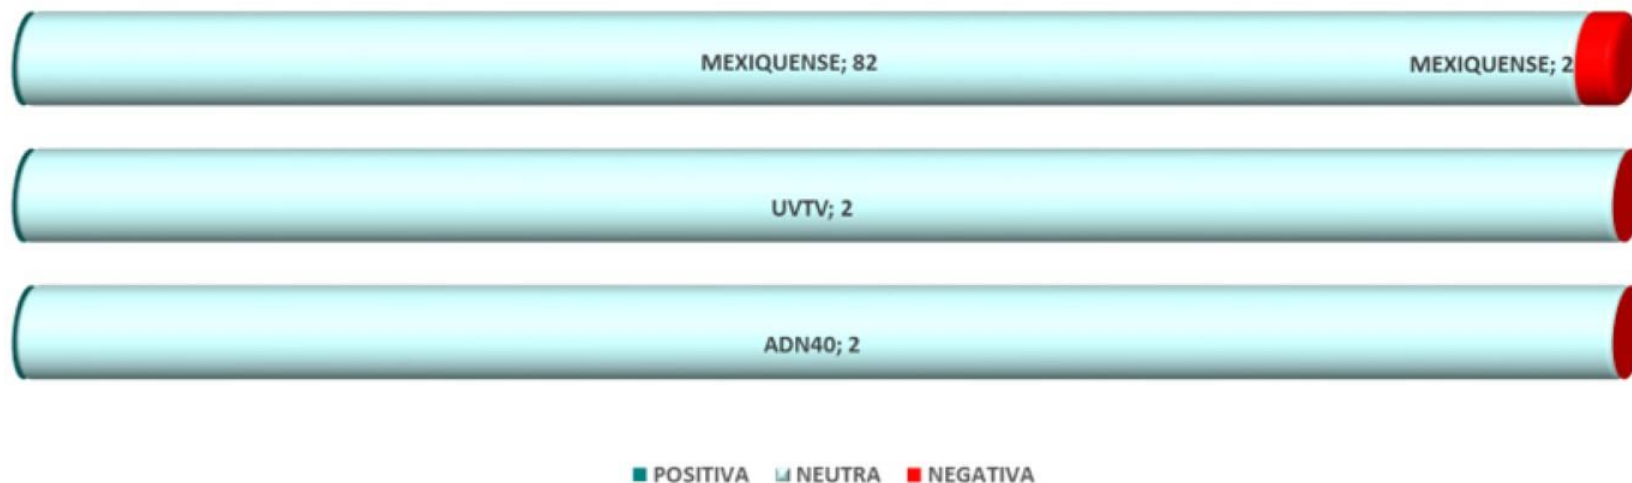 MEXIQUENSE; 82
MEXIQUENSE; 2
UVTV; 2
ADN40; 2
POSITIVA NEUTRA NEGATIVA